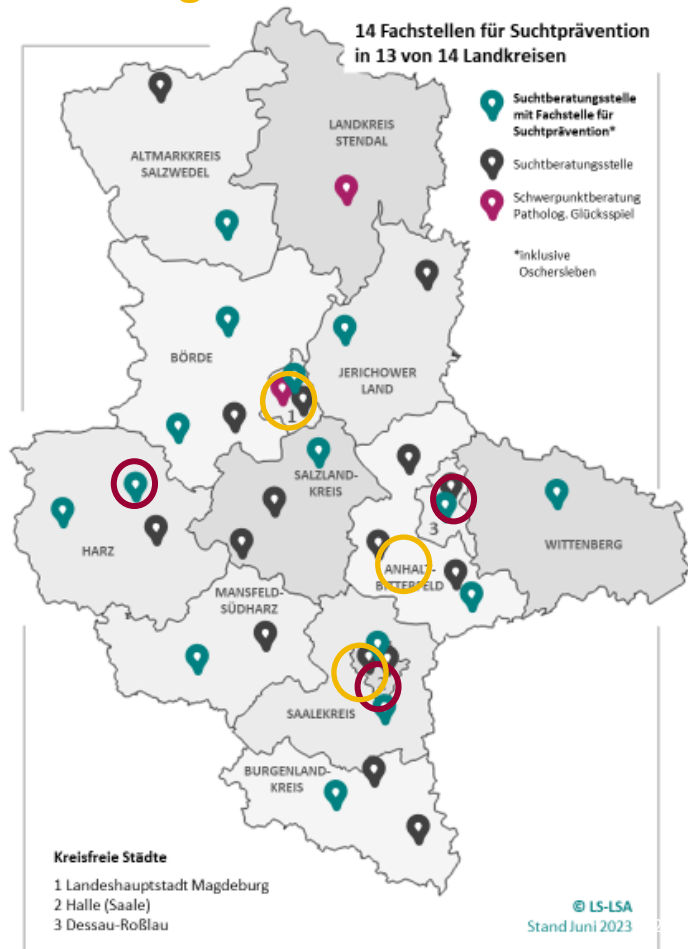 14 Fachstellen für Suchtprävention
in 13 von 14 Landkreisen
Suchtberatungsstelle
mit Fachstelle für
Suchtprävention*
Suchtberatungsstelle
Schwerpunktberatung
Patholog. Glücksspiel
*inklusive
Oschersleben
ALTMARKKREIS
SALZWEDEL
LANDKREIS
STENDAL
BÖRDE
JERICHOWER
LAND
1
SALZLAND-
KREIS
HARZ
3
WITTENBERG
ANHALT-
BITTERFELD
MANSFELD-
SÜDHARZ
SAALEKREIS
BURGENLAND-
KREIS
Kreisfreie Städte
1 Landeshauptstadt Magdeburg
2 Halle (Saale)
3 Dessau-Roßlau
© LS-LSA
Stand Juni 2023